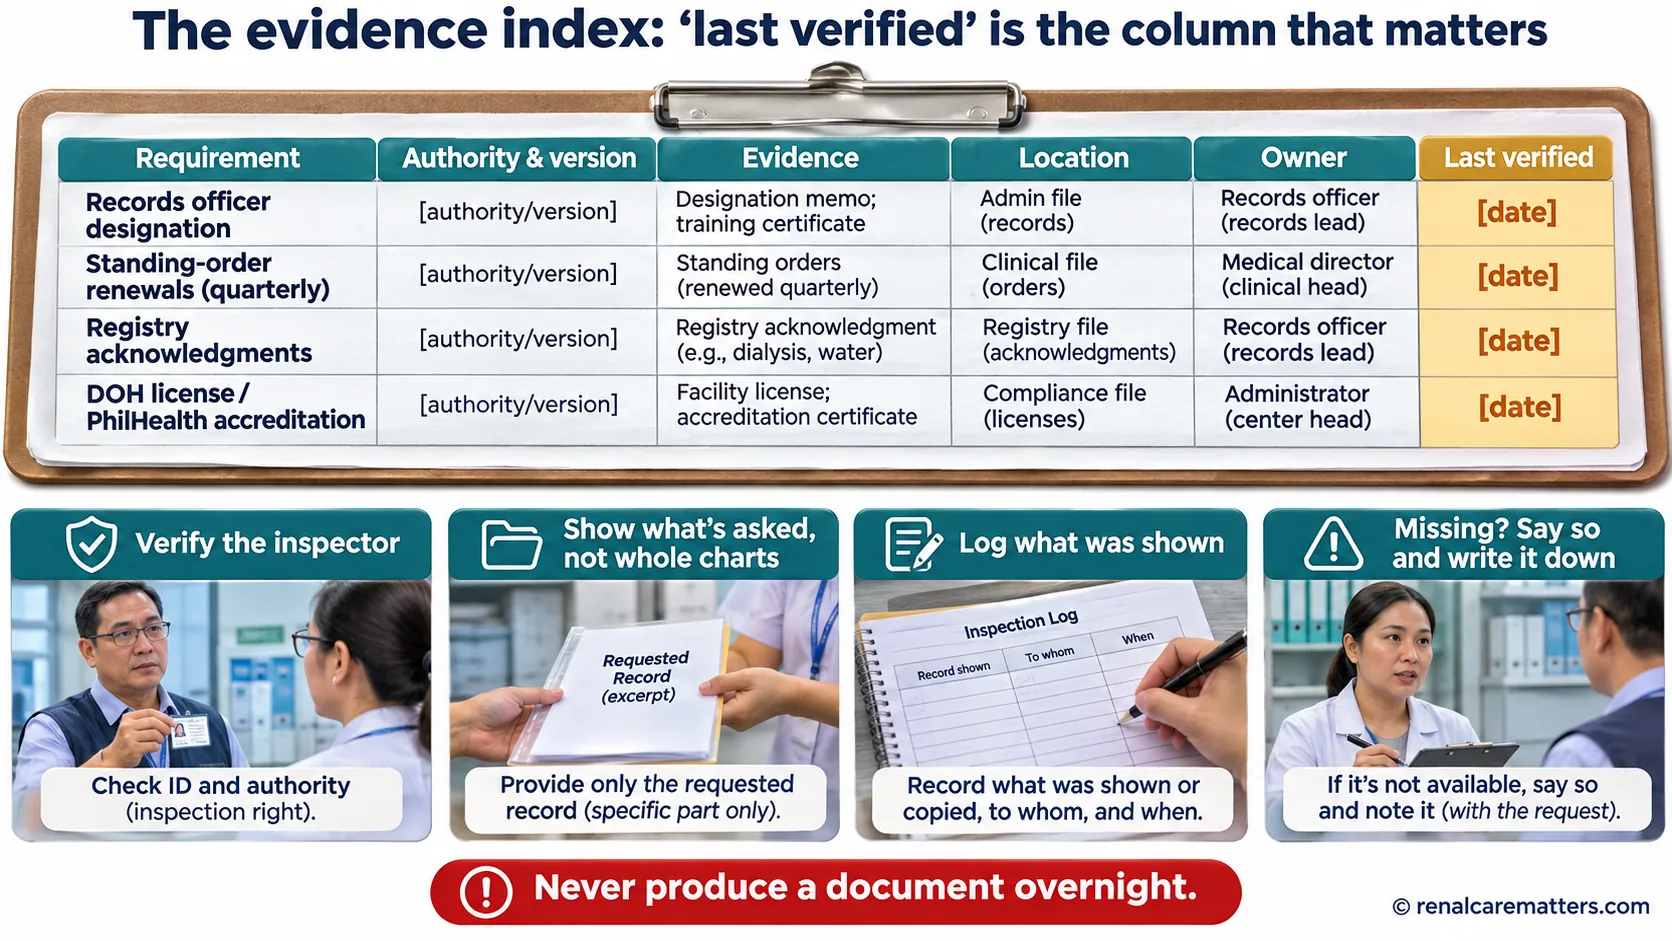 The evidence index: ‘last verified’ is the column that matters
Requirement
Authority & version
Evidence
Location
Owner
Last verified
Records officer
designation
[authority/version]
Designation memo;
training certificate
Admin file
(records)
Records officer
(records lead)
[date]
Standing-order
renewals (quarterly)
[authority/version]
Standing orders
(renewed quarterly)
Clinical file
(orders)
Medical director
(clinical head)
[date]
Registry
acknowledgments
[authority/version]
Registry acknowledgment
(e.g., dialysis, water)
Registry file
(acknowledgments)
Records officer
(records lead)
[date]
DOH license /
PhilHealth accreditation
[authority/version]
Facility license;
accreditation certificate
Compliance file
(licenses)
Administrator
(center head)
[date]
Verify the inspector
Check ID and authority
(inspection right).
Show what’s asked,
not whole charts
Requested
Record
(excerpt)
Provide only the requested
record (specific part only).
Log what was shown
Inspection Log
Record shown
To whom
When
Record what was shown or
copied, to whom, and when.
Missing? Say so
and write it down
If it’s not available, say so
and note it (with the request).
Never produce a document overnight.
© renalcarematters.com